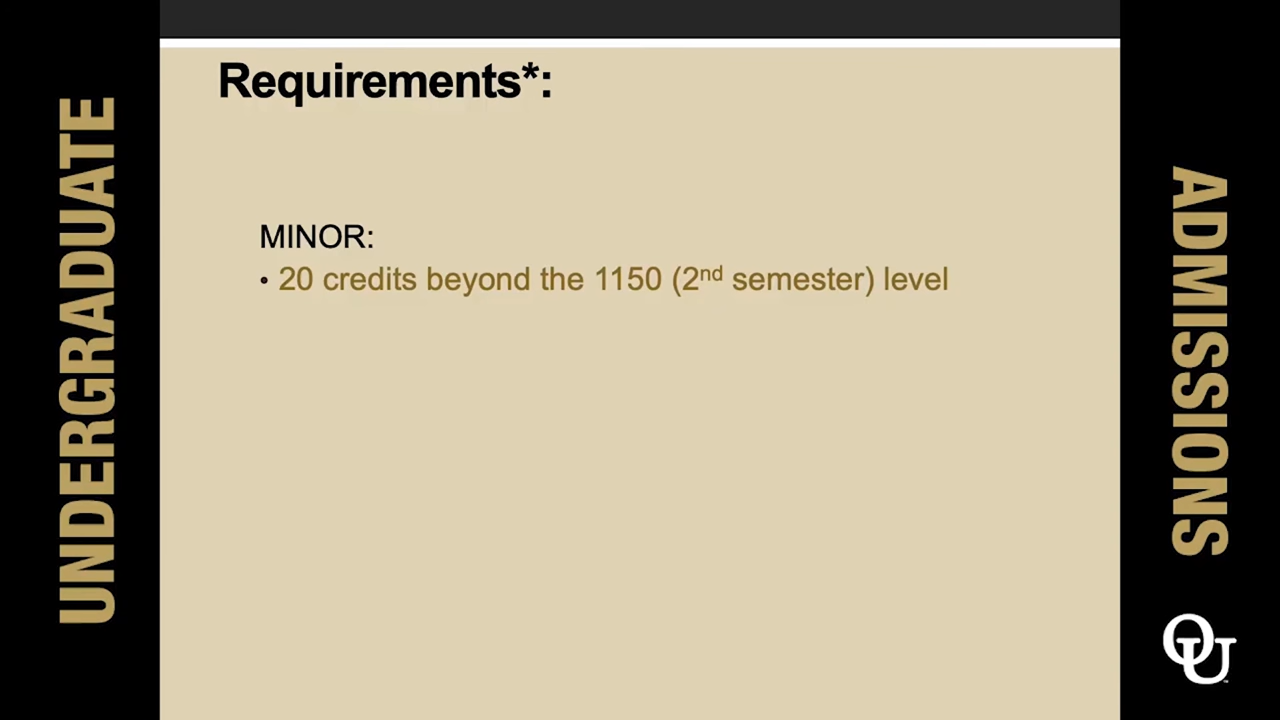 UNDERGRADUATE
Requirements*:
MINOR:
• 20 credits beyond the 1150 (2nd semester) level
ADMISSIONS
OU